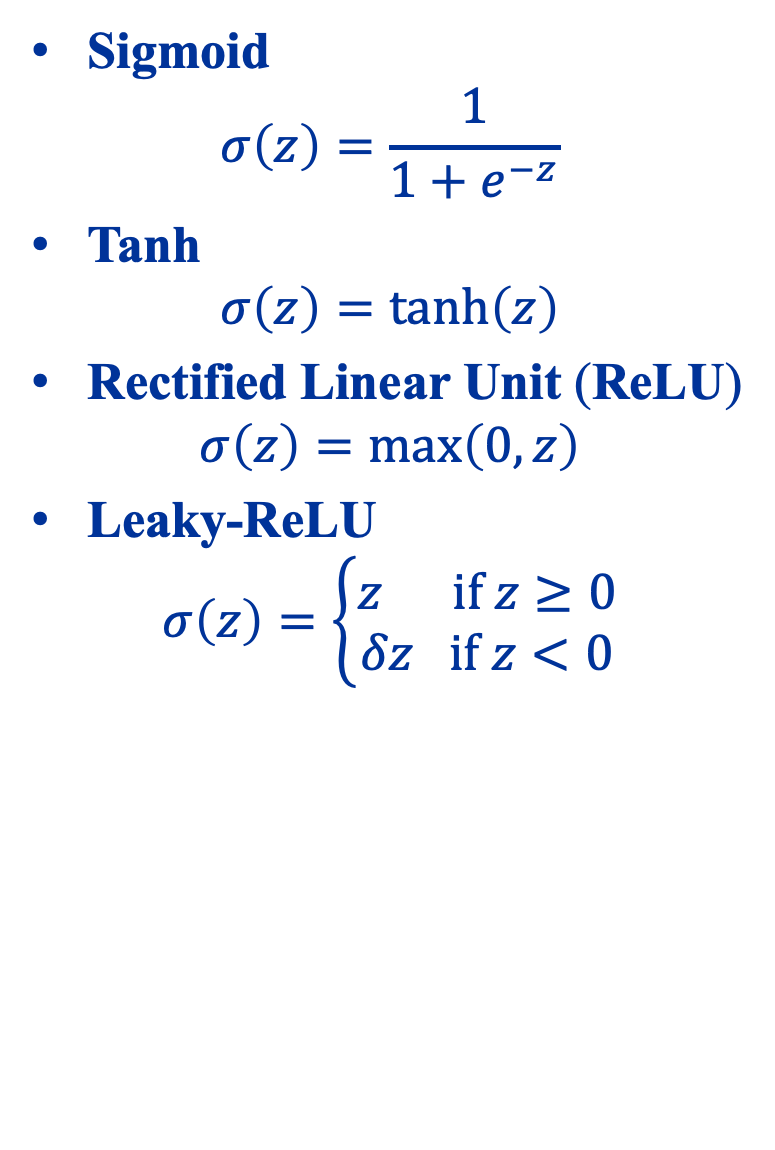 • Sigmoid
σ(z) = 1 / (1 + e^{−z})
• Tanh
σ(z) = tanh(z)
• Rectified Linear Unit (ReLU)
σ(z) = max(0, z)
• Leaky-ReLU
σ(z) = { z if z ≥ 0
δz if z < 0